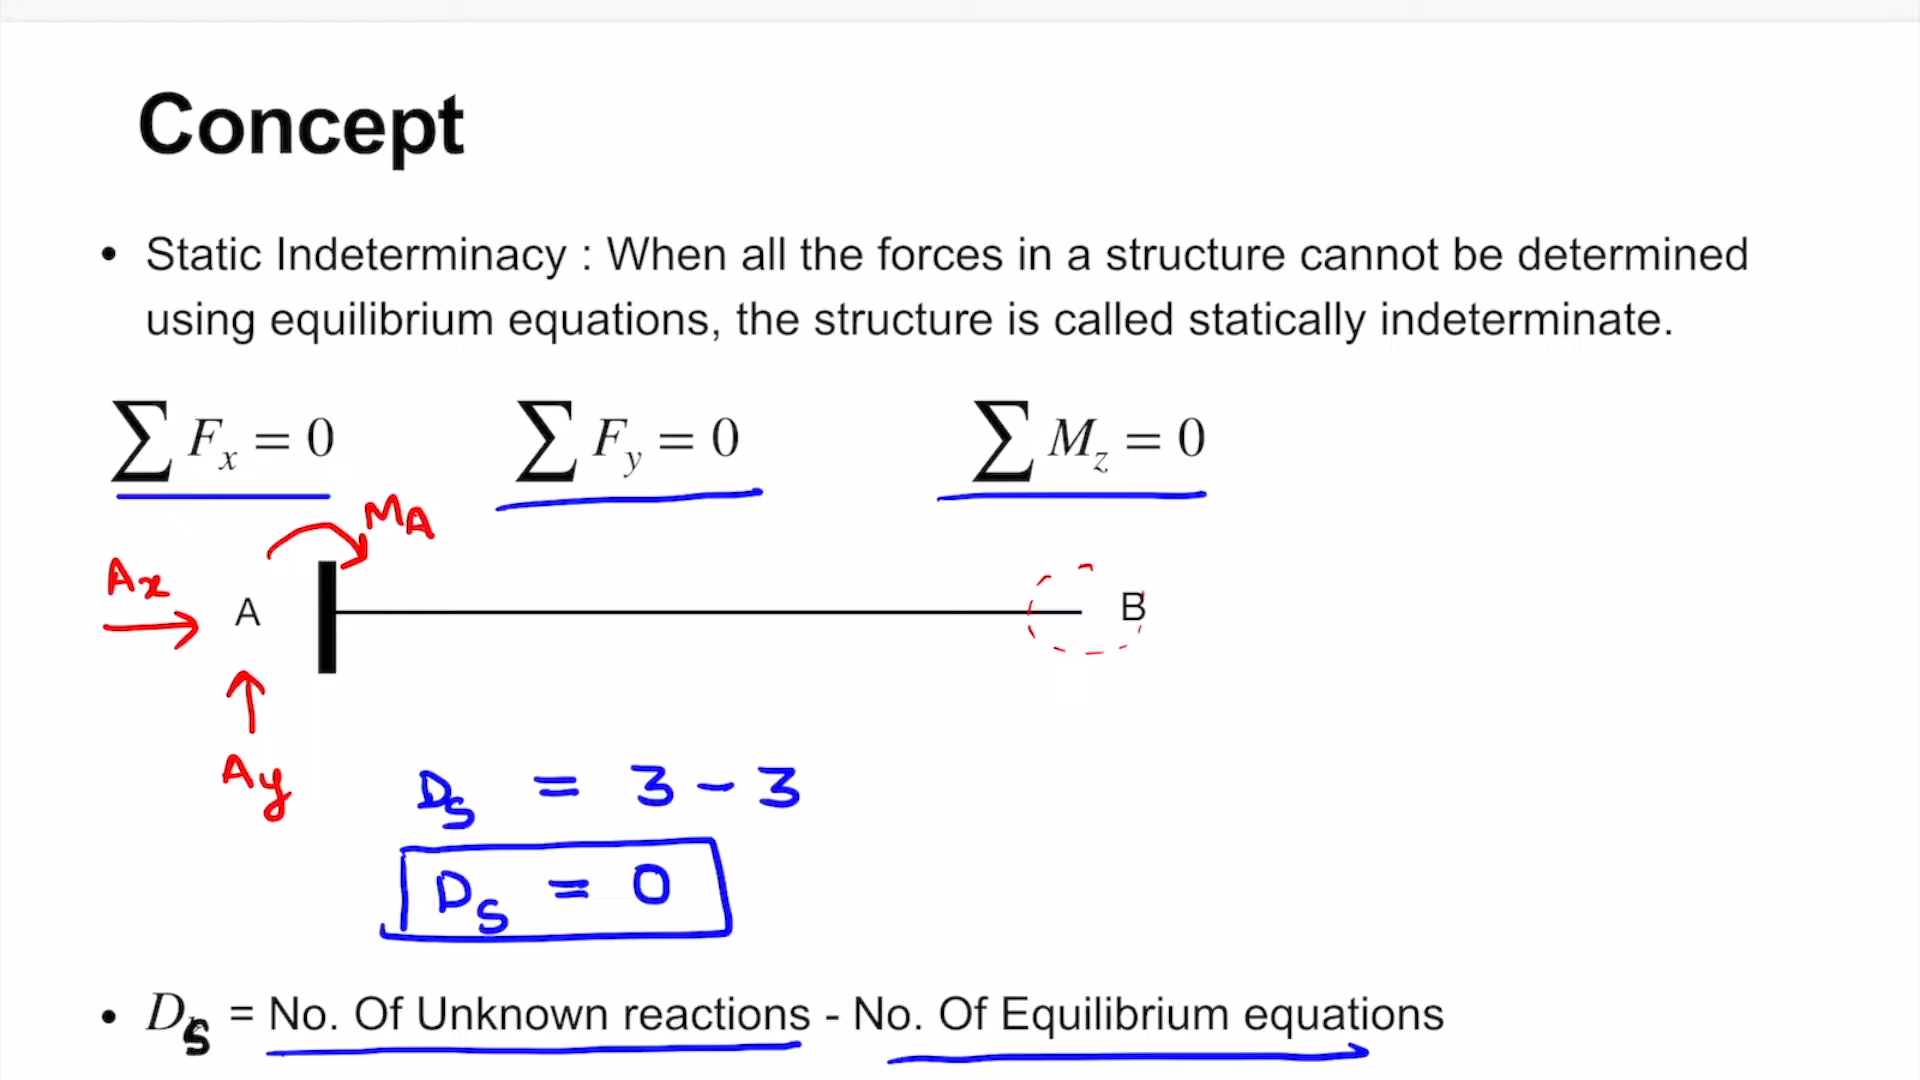 Concept
• Static Indeterminacy : When all the forces in a structure cannot be determined
using equilibrium equations, the structure is called statically indeterminate.
∑ Fx = 0 ∑ Fy = 0 ∑ Mz = 0
MA
Ax
A B
Ay
Ds = 3 - 3
Ds = 0
• Ds = No. Of Unknown reactions - No. Of Equilibrium equations